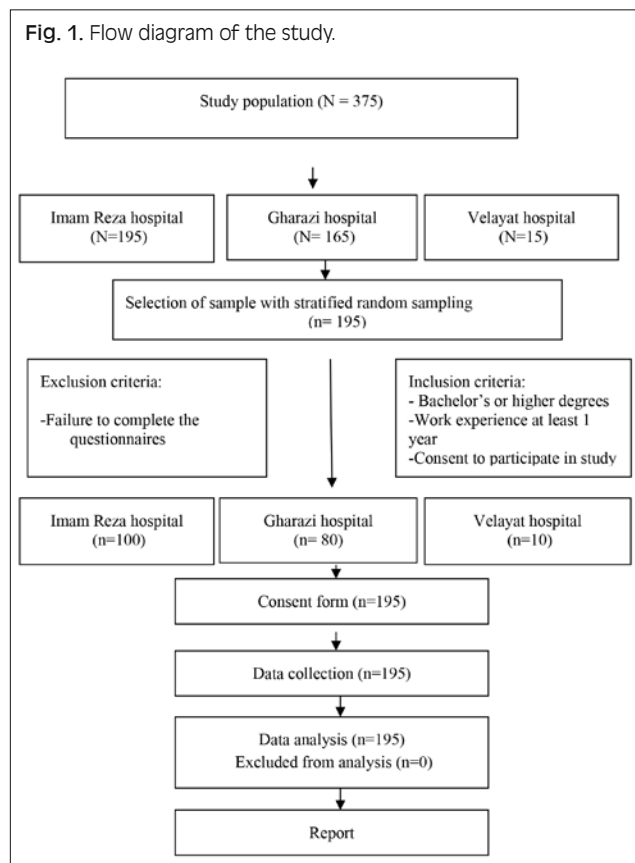 Fig. 1. Flow diagram of the study.
Study population (N = 375)
Imam Reza hospital
(N=195)
Gharazi hospital
(N= 165)
Velayat hospital
(N=15)
Selection of sample with stratified random sampling
(n= 195)
Exclusion criteria:
-Failure to complete the
questionnaires
Inclusion criteria:
- Bachelor's or higher degrees
-Work experience at least 1
year
-Consent to participate in study
Imam Reza hospital
(n=100)
Gharazi hospital
(n= 80)
Velayat hospital
(n=10)
Consent form (n=195)
Data collection (n=195)
Data analysis (n=195)
Excluded from analysis (n=0)
Report